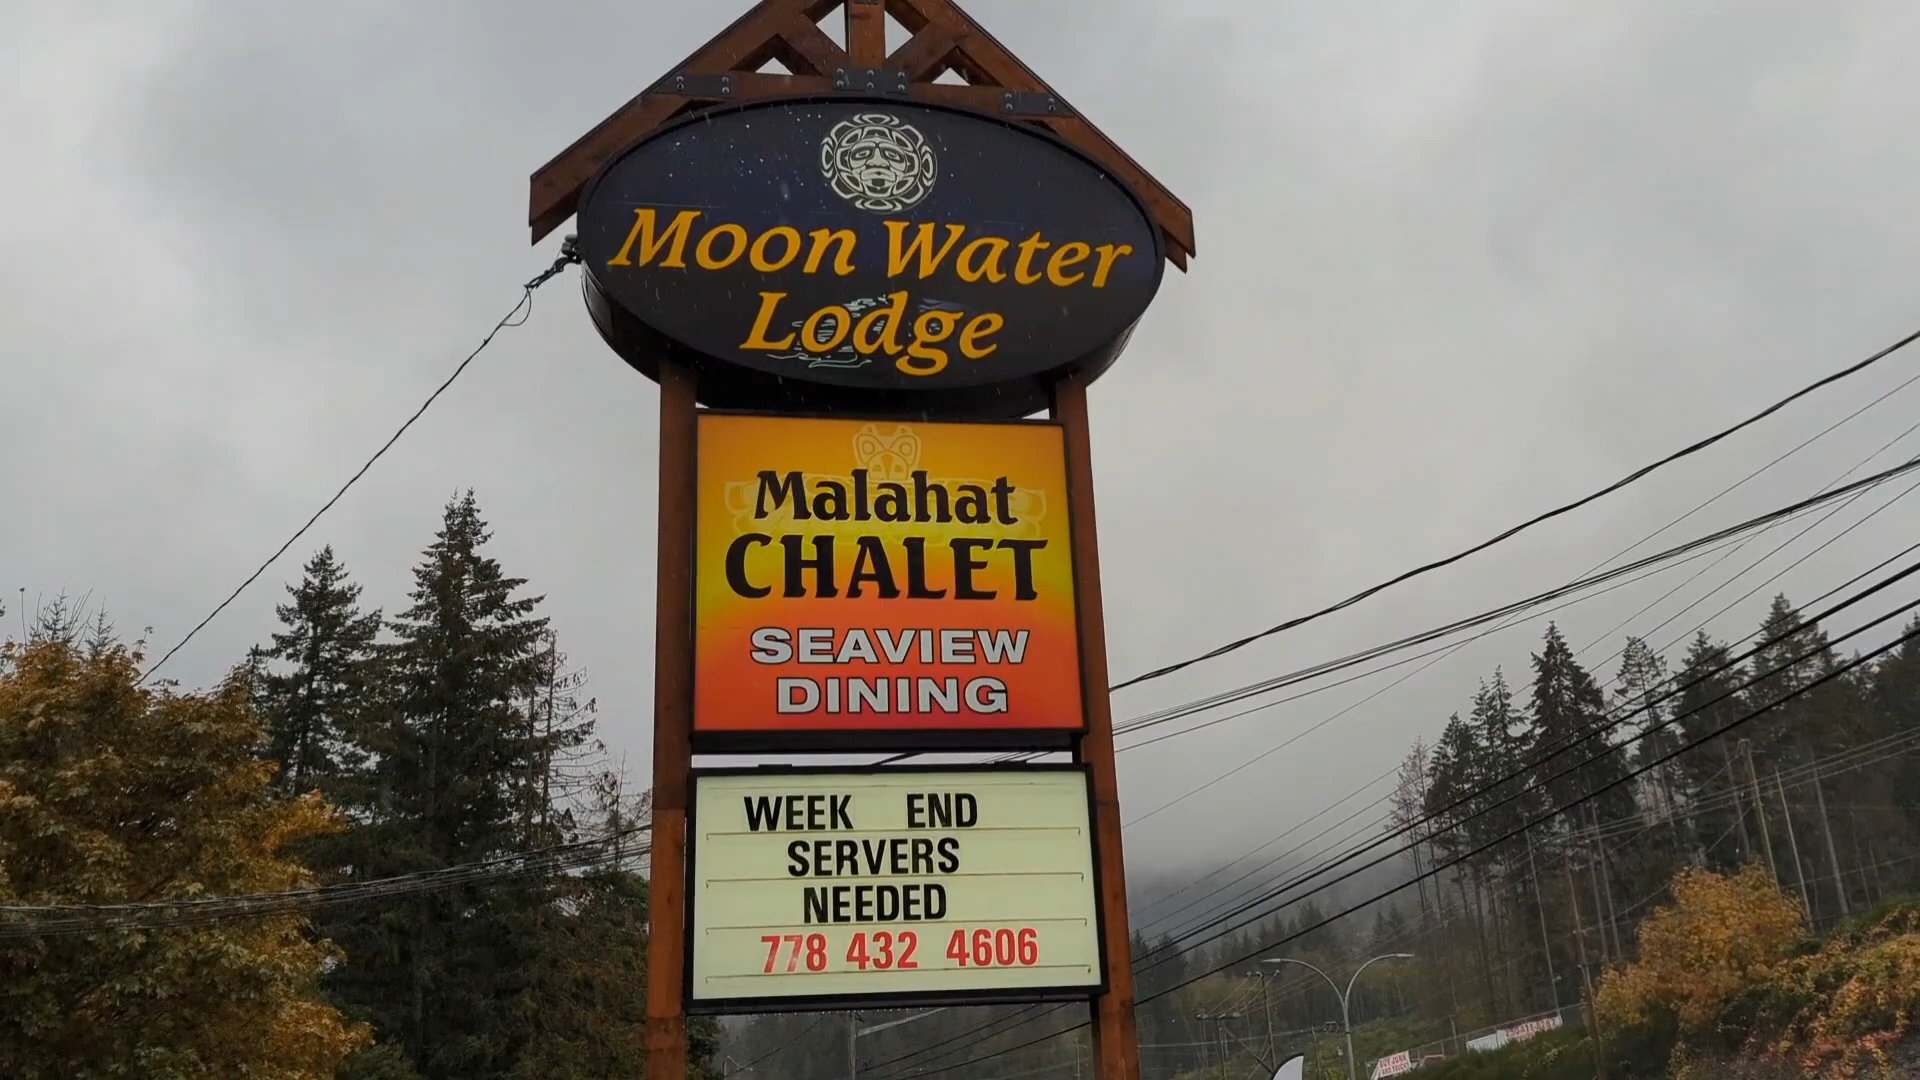 Moon Water
Lodge
Malahat
CHALET
SEAVIEW
DINING
WEEK END
SERVERS
NEEDED
778 432 4606